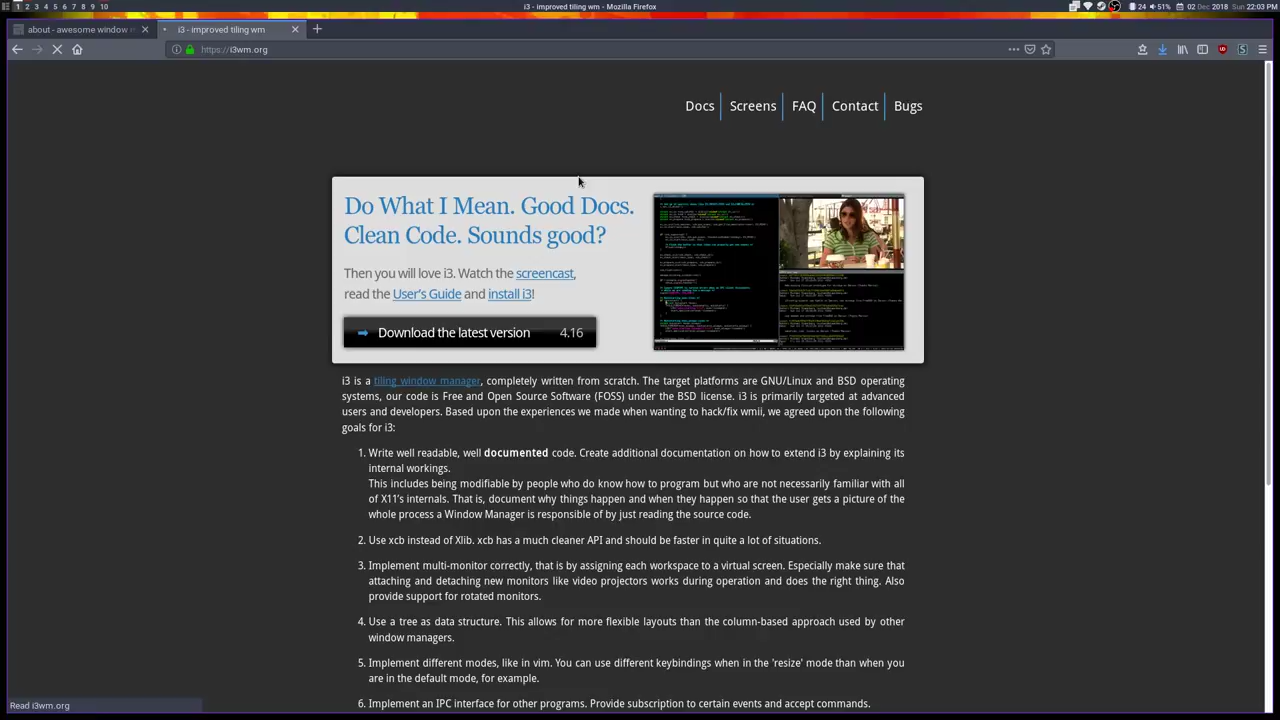 1 2 3 4 5 6 7 8 9 10
i3 - improved tiling wm - Mozilla Firefox
24 51% 02 Dec 2018 Sun, 22:03 PM
about - awesome window m
i3 - improved tiling wm
https://i3wm.org
Docs Screens FAQ Contact Bugs
Do What I Mean. Good Docs.
Clean Code. Sounds good?
Then you will love i3. Watch the screencast,
read the User's Guide and install i3!
Download the latest version 4.16
i3 is a tiling window manager, completely written from scratch. The target platforms are GNU/Linux and BSD operating
systems, our code is Free and Open Source Software (FOSS) under the BSD license. i3 is primarily targeted at advanced
users and developers. Based upon the experiences we made when wanting to hack/fix wmii, we agreed upon the following
goals for i3:
1. Write well readable, well documented code. Create additional documentation on how to extend i3 by explaining its
internal workings.
This includes being modifiable by people who do know how to program but who are not necessarily familiar with all
of X11's internals. That is, document why things happen and when they happen so that the user gets a picture of the
whole process a Window Manager is responsible of by just reading the source code.
2. Use xcb instead of Xlib. xcb has a much cleaner API and should be faster in quite a lot of situations.
3. Implement multi-monitor correctly, that is by assigning each workspace to a virtual screen. Especially make sure that
attaching and detaching new monitors like video projectors works during operation and does the right thing. Also
provide support for rotated monitors.
4. Use a tree as data structure. This allows for more flexible layouts than the column-based approach used by other
window managers.
5. Implement different modes, like in vim. You can use different keybindings when in the 'resize' mode than when you
are in the default mode, for example.
6. Implement an IPC interface for other programs. Provide subscription to certain events and accept commands.
Read i3wm.org